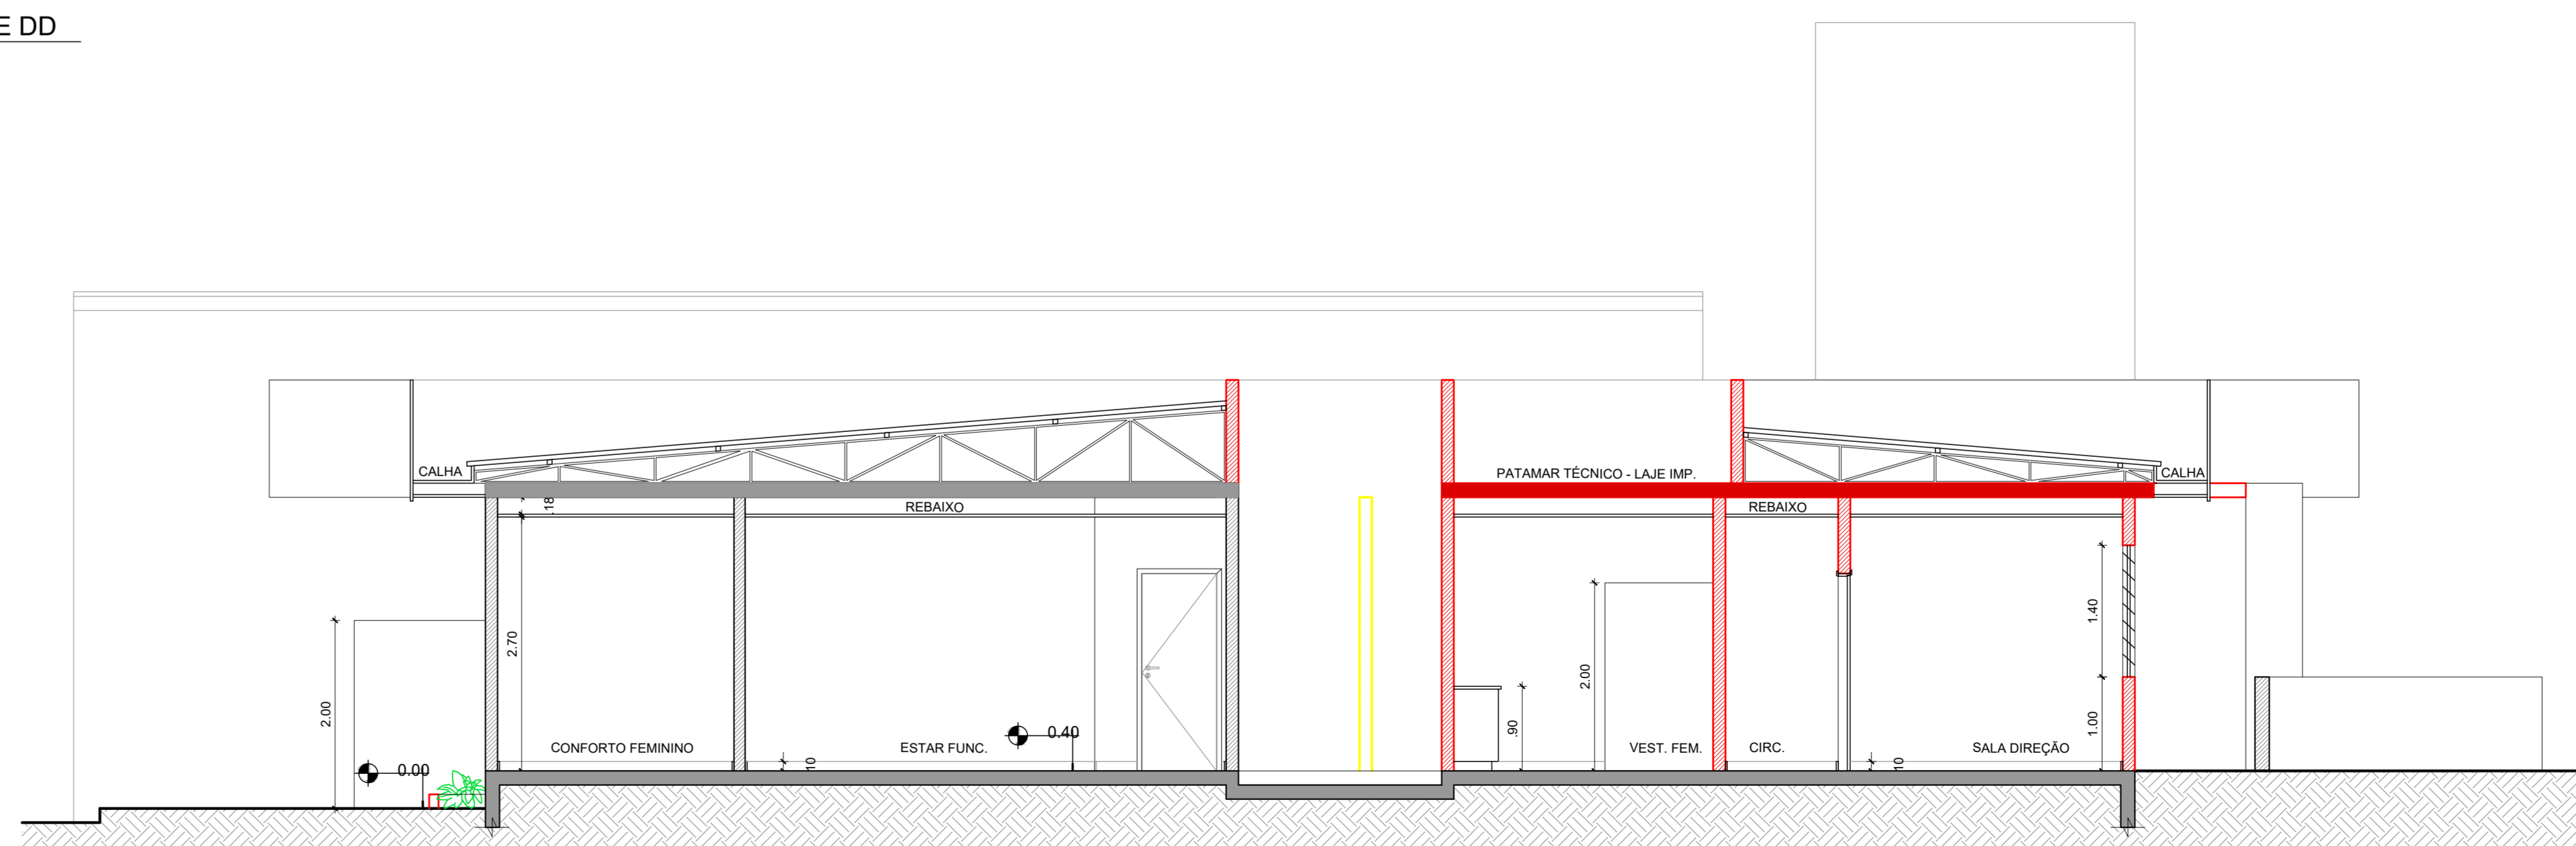 E DD
CALHA
PATAMAR TÉCNICO - LAJE IMP.
CALHA
.18
REBAIXO
REBAIXO
2.70
1.40
2.00
2.00
.90
1.00
CONFORTO FEMININO
ESTAR FUNC.
0.40
VEST. FEM.
CIRC.
SALA DIREÇÃO
0.00
10
10